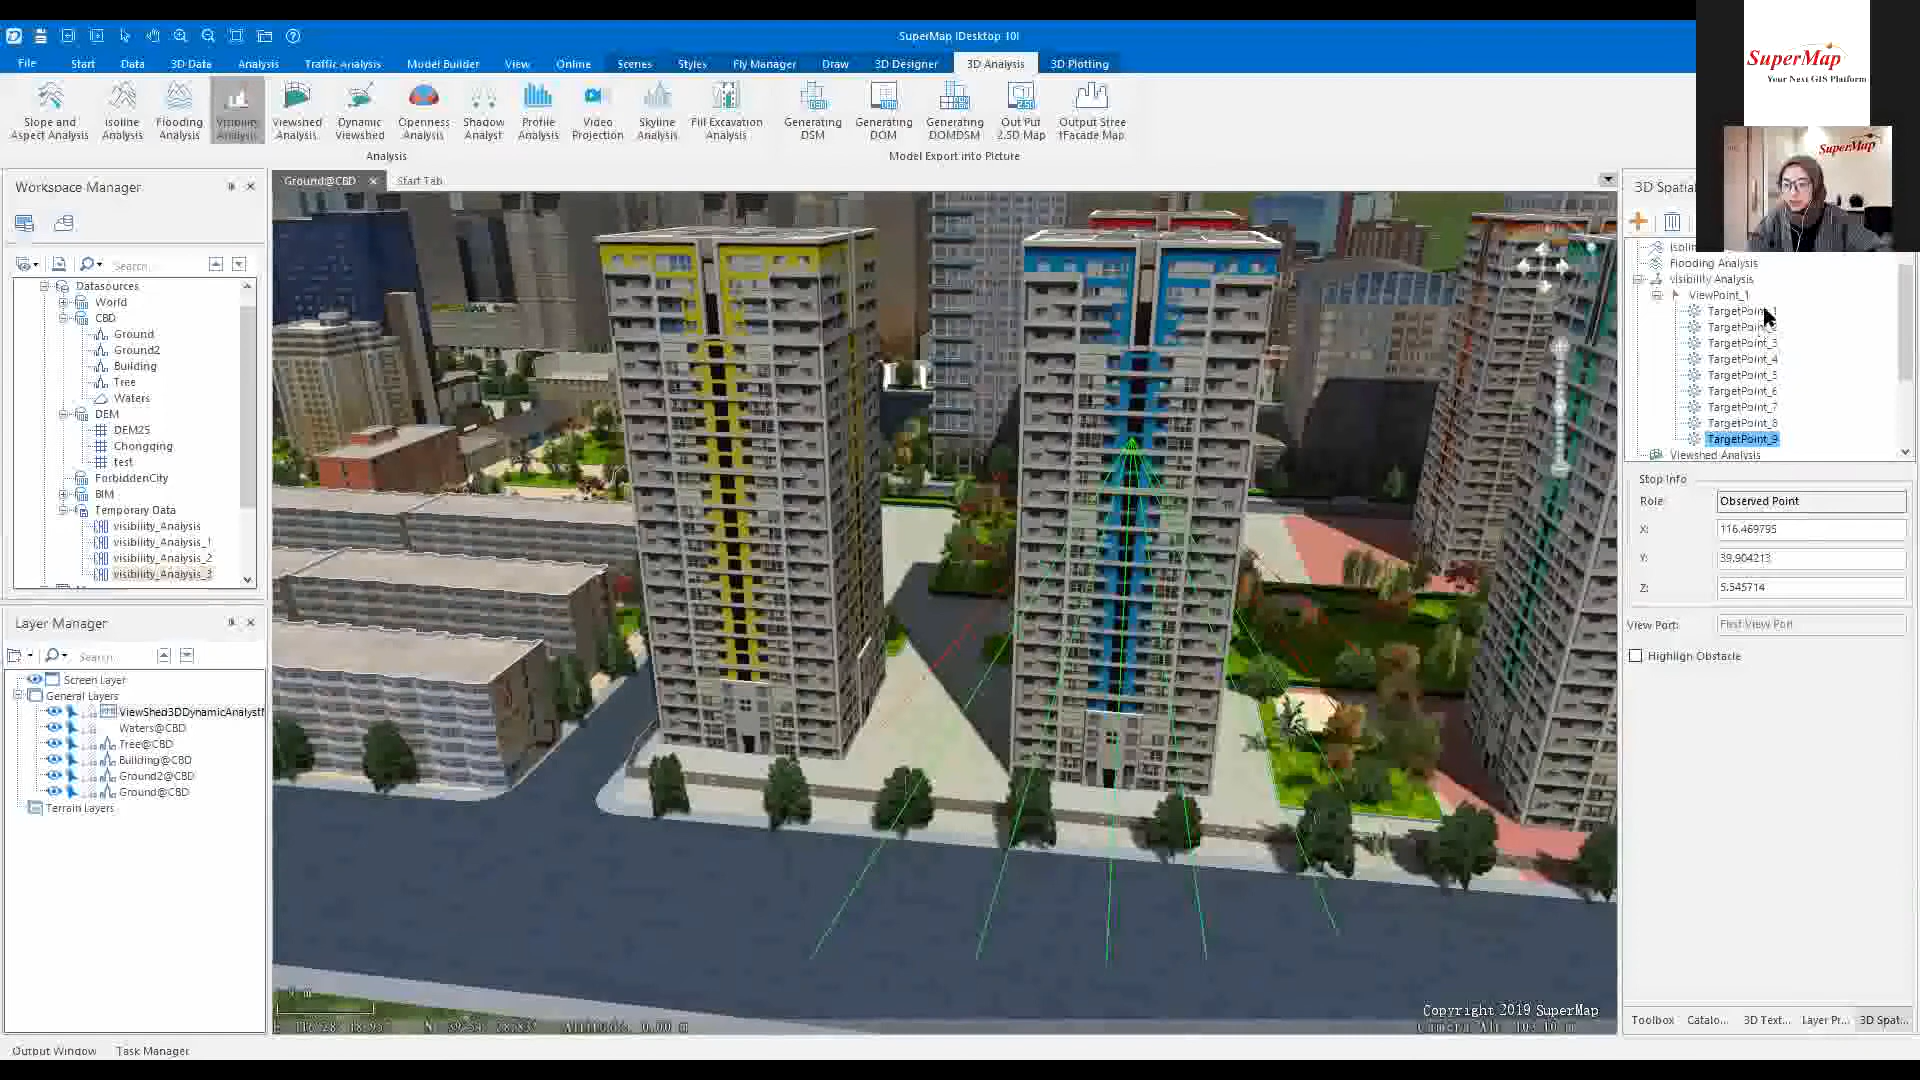 SuperMap iDesktop 10i
File Start Data 3D Data Analysis Traffic Analysis Model Builder View Online Scenes Styles Fly Manager Draw 3D Designer 3D Analysis 3D Plotting
SuperMap
Your Next GIS Platform
SuperMap
Slope and Aspect Analysis
Isoline Analysis
Flooding Analysis
Visibility Analysis
Viewshed Analysis.
Dynamic Viewshed
Openness Analysis
Shadow Analyst
Profile Analysis
Video Projection
Skyline Analysis
Fill Excavation Analysis
Generating DSM
Generating DOM
Generating DOMDSM
Out Put 2.5D Map
Output Stree tFacade Map
Analysis
Model Export into Picture
Workspace Manager
Search...
Datasources
World
CBD
Ground
Ground2
Building
Tree
Waters
DEM
DEM25
Chongqing
test
ForbiddenCity
BIM
Temporary Data
visibility_Analysis
visibility_Analysis_1
visibility_Analysis_2
visibility_Analysis_3
Layer Manager
Search
Screen Layer
General Layers
ViewShed3DDynamicAnalystr
Waters@CBD
Tree@CBD
Building@CBD
Ground2@CBD
Ground@CBD
Terrain Layers
Ground@CBD
Start Tab
Copyright 2019 SuperMap
3D Spatial
Flooding Analysis
visibility Analysis
ViewPoint_1
TargetPoint_1
TargetPoint_2
TargetPoint_3
TargetPoint_4
TargetPoint_5
TargetPoint_6
TargetPoint_7
TargetPoint_8
TargetPoint_9
Viewshed Analysis
Stop Info
Role: Observed Point
X: 116.469795
Y: 39.904213
Z: 5.545714
View Port: First View Port
Highligh Obstacle
Toolbox Catalo... 3D Text... Layer Pr... 3D Spat...
Output Window Task Manager